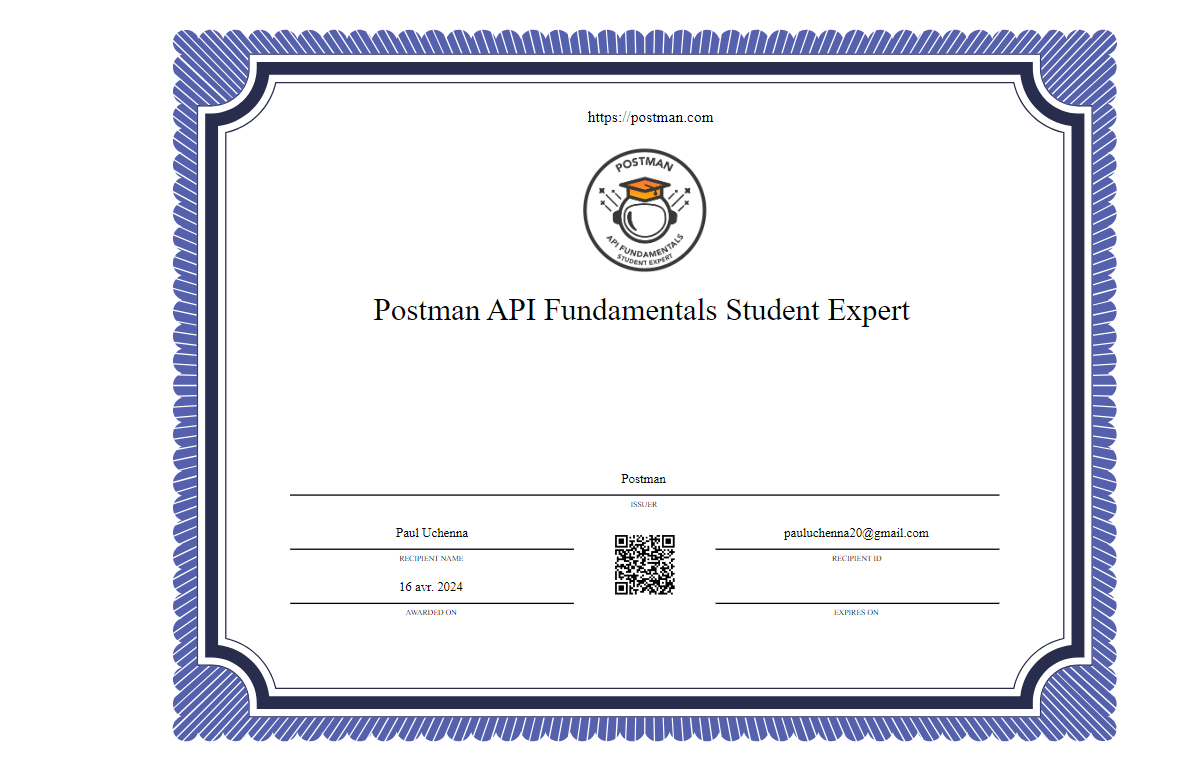 https://postman.com
POSTMAN
API FUNDAMENTALS
STUDENT EXPERT
Postman API Fundamentals Student Expert
Postman
ISSUER
Paul Uchenna
RECIPIENT NAME
pauluchenna20@gmail.com
RECIPIENT ID
16 avr. 2024
AWARDED ON
EXPIRES ON